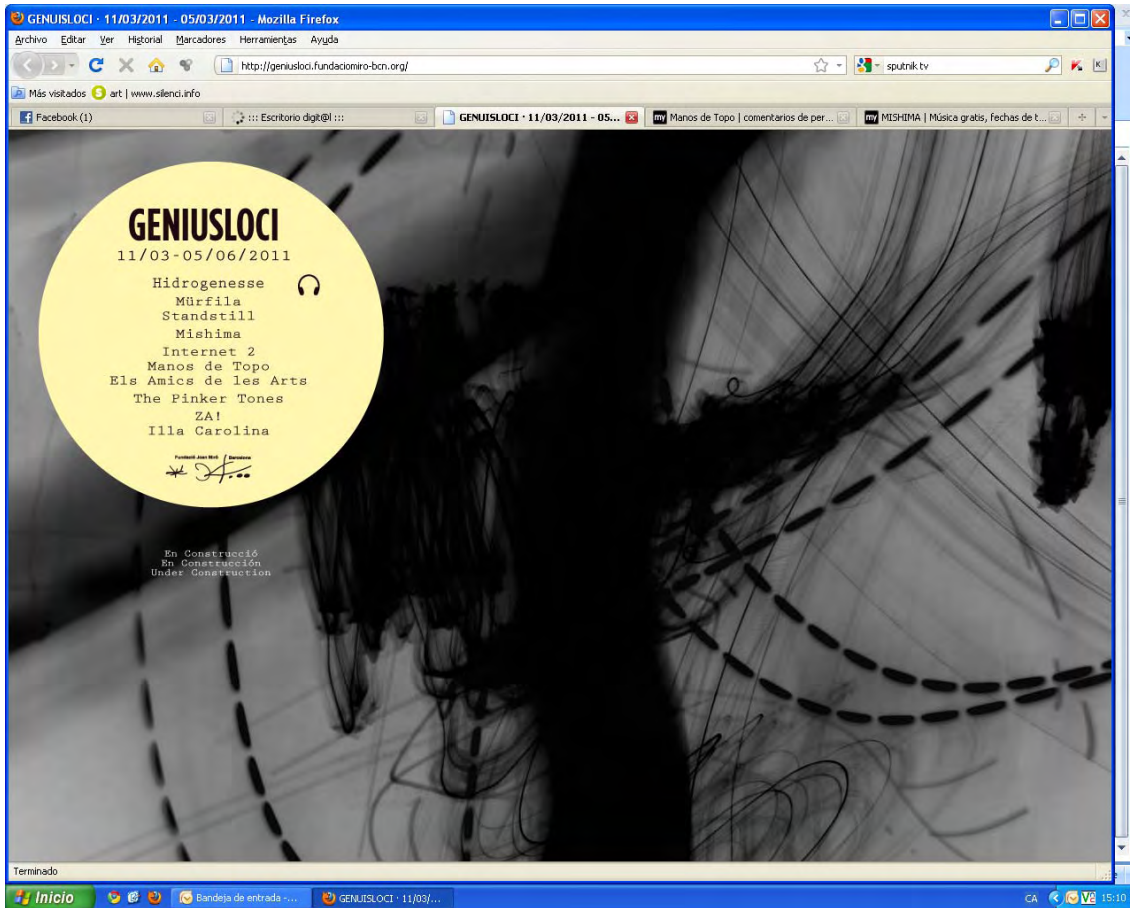 GENUISLOCI · 11/03/2011 - 05/03/2011 - Mozilla Firefox
Archivo Editar Ver Historial Marcadores Herramientas Ayuda
http://geniusloci.fundaciomiro-bcn.org/
sputnik tv
Más visitados art | www.silenci.info
Facebook (1) ::: Escritorio digit@l ::: GENUISLOCI · 11/03/2011 - 05... my Manos de Topo | comentarios de per... my MISHIMA | Música gratis, fechas de t...
GENIUSLOCI
11/03-05/06/2011
Hidrogenesse
Mürfila
Standstill
Mishima
Internet 2
Manos de Topo
Els Amics de les Arts
The Pinker Tones
ZA!
Illa Carolina
Fundació Joan Miró Barcelona
En Construcció
En Construcción
Under Construction
Terminado
Inicio Bandeja de entrada -... GENUISLOCI · 11/03/... CA 15:10